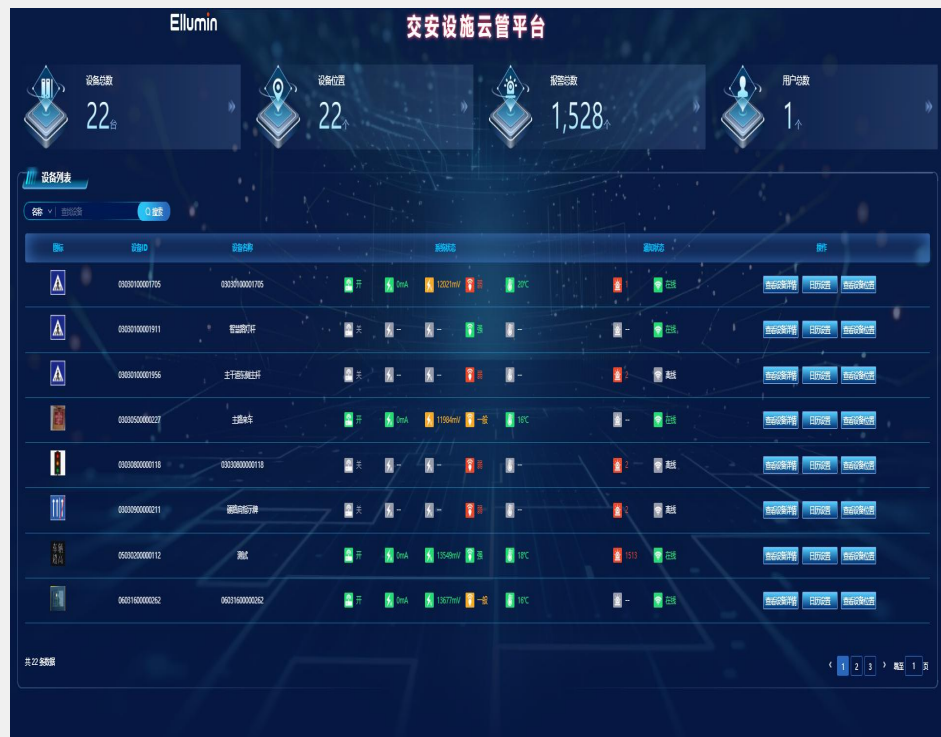 Ellumin
交安设施云管平台
设备总数
22台
设备位置
22个
报警总数
1,528个
用户总数
1个
设备列表
名称 查找设备 搜索
图标 设备ID 设备名称 系统状态 通知状态 操作
03030100001705 03030100001705 开 0mA 12021mV 弱 20℃ 1 在线 查看设备详情 日历设置 查看设备位置
03030100001911 智慧路灯杆 关 -- -- 强 -- -- 在线 查看设备详情 日历设置 查看设备位置
03030100001956 主干道东侧主杆 关 -- -- 弱 -- 2 离线 查看设备详情 日历设置 查看设备位置
03030500000227 主路来车 开 0mA 11984mV 一般 16℃ -- 在线 查看设备详情 日历设置 查看设备位置
03030800000118 03030800000118 关 -- -- 弱 -- 2 离线 查看设备详情 日历设置 查看设备位置
03030900000211 关 -- -- 弱 -- 2 离线 查看设备详情 日历设置 查看设备位置
05030200000112 测试 开 0mA 13549mV 强 18℃ 1513 在线 查看设备详情 日历设置 查看设备位置
06031600000262 06031600000262 开 0mA 13677mV 一般 16℃ -- 在线 查看设备详情 日历设置 查看设备位置
共 22 条数据
1 2 3 跳至 1 页